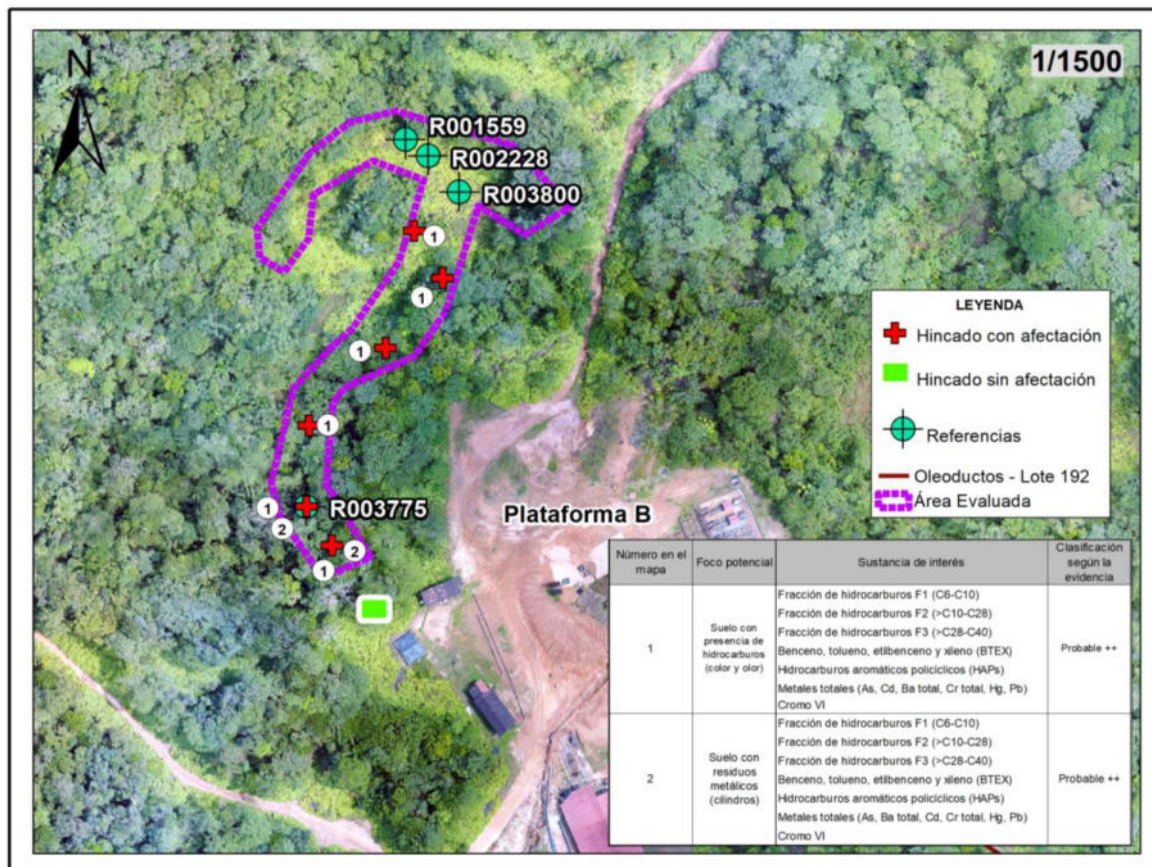 N
1/1500
R001559
R002228
R003800
1
1
1
1
R003775
1
2
2
1
Plataforma B
LEYENDA
Hincado con afectación
Hincado sin afectación
Referencias
Oleoductos - Lote 192
Área Evaluada
Número en el mapa
Foco potencial
Sustancia de interés
Clasificación según la evidencia
1
Suelo con presencia de hidrocarburos (color y olor)
Fracción de hidrocarburos F1 (C6-C10)
Fracción de hidrocarburos F2 (>C10-C28)
Fracción de hidrocarburos F3 (>C28-C40)
Benceno, tolueno, etilbenceno y xileno (BTEX)
Hidrocarburos aromáticos policíclicos (HAPs)
Metales totales (As, Cd, Ba total, Cr total, Hg, Pb)
Cromo VI
Probable ++
2
Suelo con residuos metálicos (cilindros)
Fracción de hidrocarburos F1 (C6-C10)
Fracción de hidrocarburos F2 (>C10-C28)
Fracción de hidrocarburos F3 (>C28-C40)
Benceno, tolueno, etilbenceno y xileno (BTEX)
Hidrocarburos aromáticos policíclicos (HAPs)
Metales totales (As, Ba total, Cd, Cr total, Hg, Pb)
Cromo VI
Probable ++